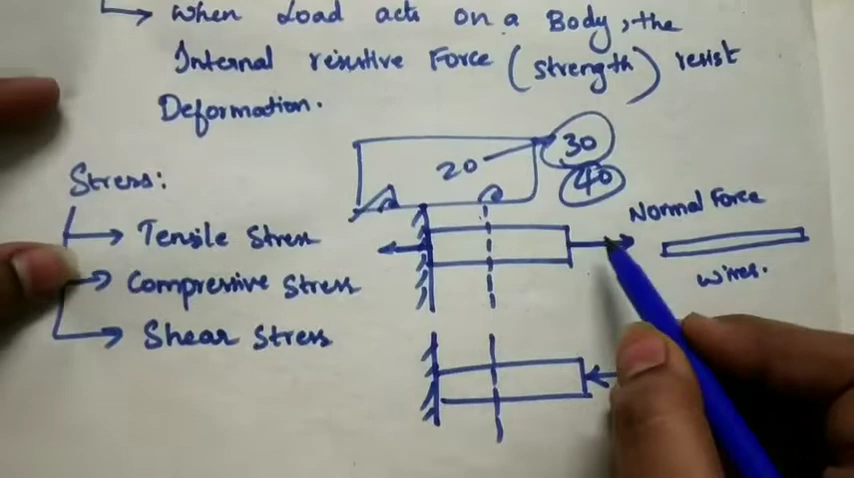 When Load acts on a Body, the
Internal resistive Force (strength) resist
Deformation.
30
20
40
Stress:
Normal Force
Tensile Stress
wires.
Compressive Stress
Shear Stress